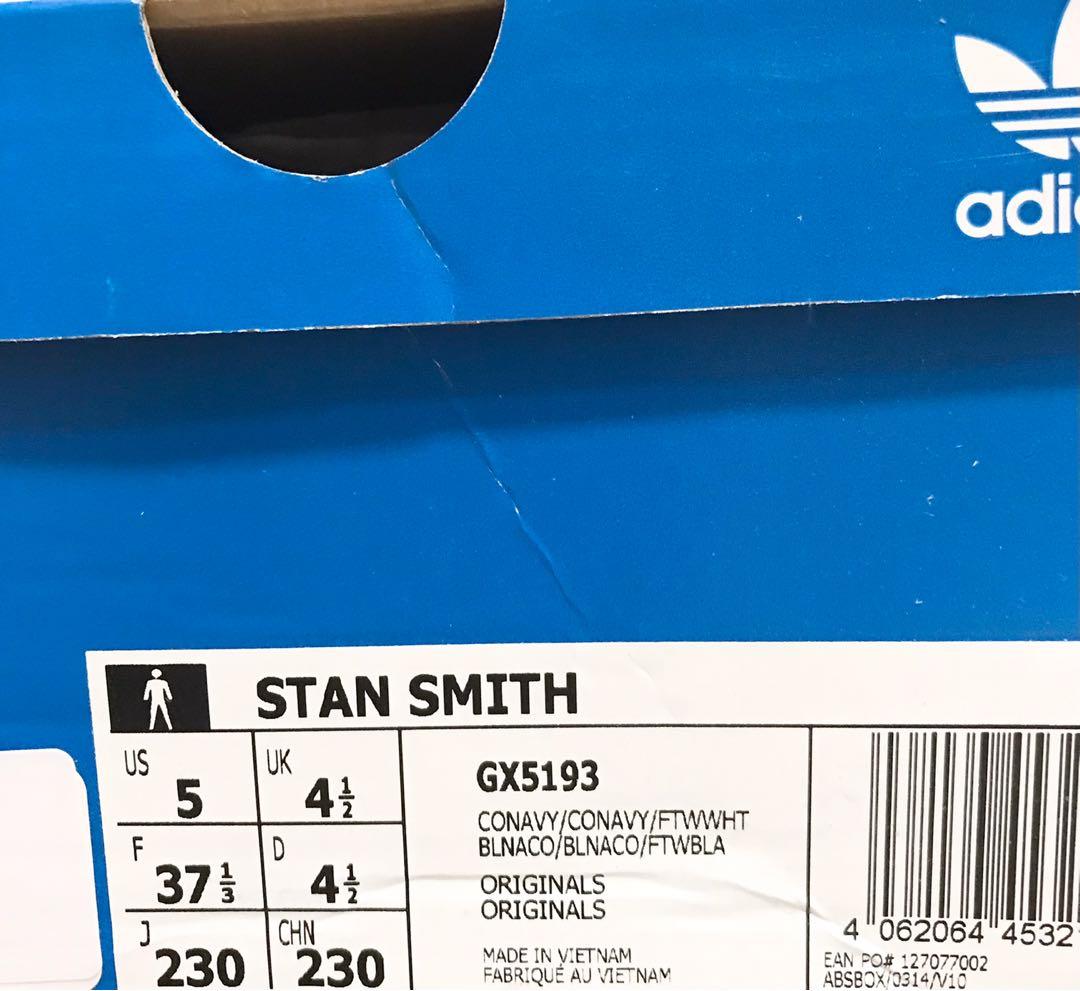 adi
STAN SMITH
US 5
UK 4 1/2
F 37 1/3
D 4 1/2
J 230
CHN 230
GX5193
CONAVY/CONAVY/FTWWHT
BLNACO/BLNACO/FTWBLA
ORIGINALS
ORIGINALS
MADE IN VIETNAM
FABRIQUÉ AU VIETNAM
4 062064 4532
EAN PO# 127077002
ABSBOX/0314/V10